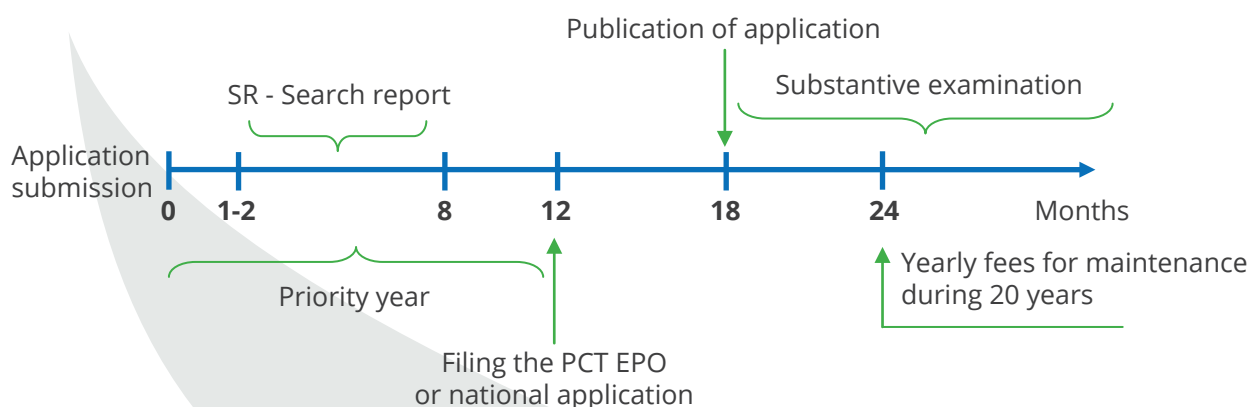 Publication of application
SR - Search report
Substantive examination
Application
submission
0
1-2
8
12
18
24
Months
Priority year
Yearly fees for maintenance
during 20 years
Filing the PCT EPO
or national application